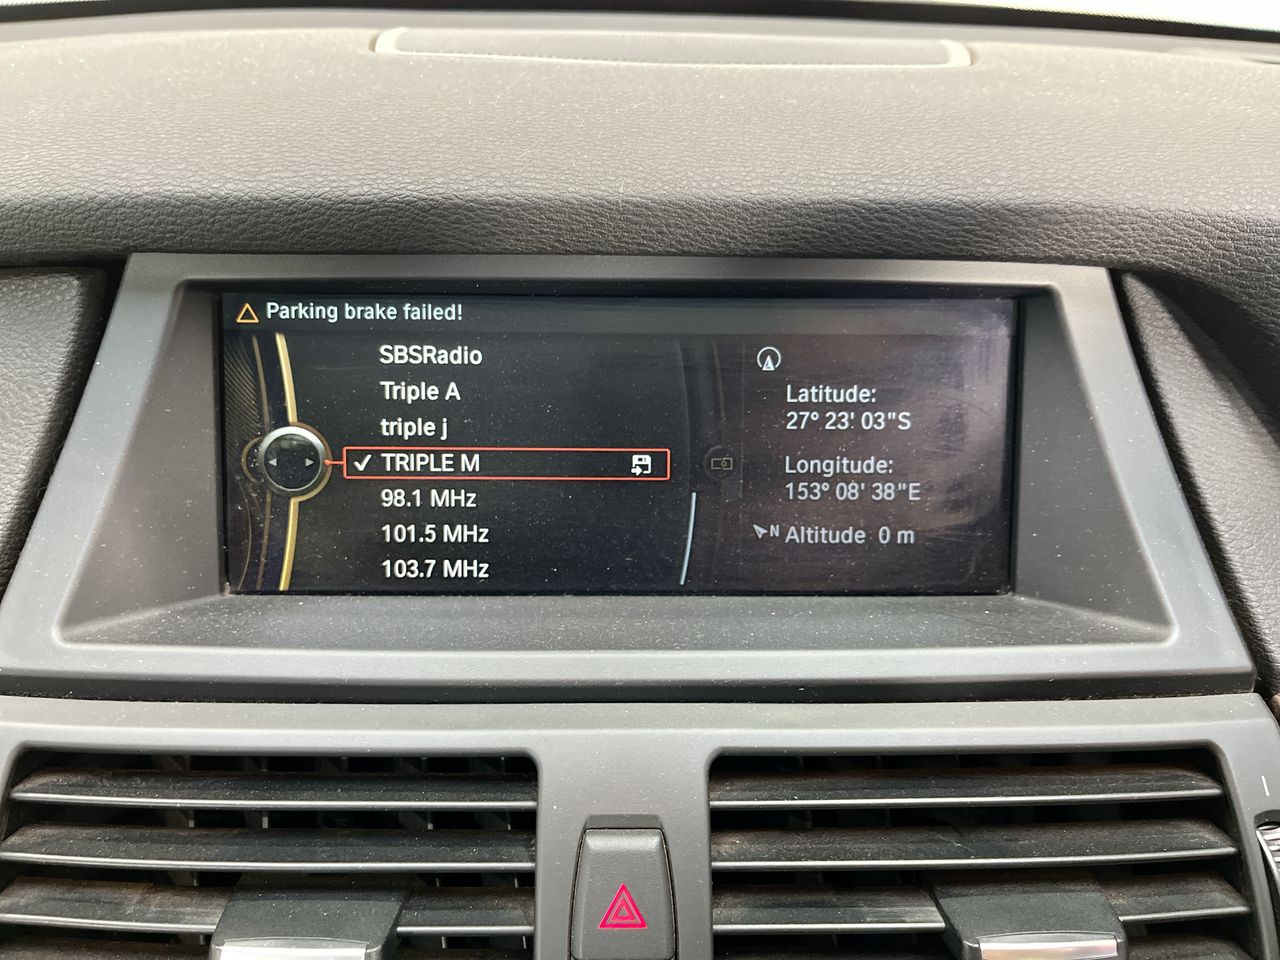 Parking brake failed!
SBSRadio
Triple A
triple j
TRIPLE M
98.1 MHz
101.5 MHz
103.7 MHz
Latitude:
27° 23' 03"S
Longitude:
153° 08' 38"E
N Altitude 0 m